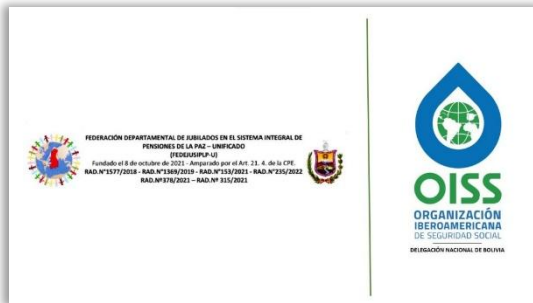 FEDERACIÓN DEPARTAMENTAL DE JUBILADOS EN EL SISTEMA INTEGRAL DE
PENSIONES DE LA PAZ – UNIFICADO
(FEDEJUSIPLP-U)
Fundado el 8 de octubre de 2021 - Amparado por el Art. 21. 4. de la CPE.
RAD.N°1577/2018 - RAD.N°1369/2019 - RAD.N°153/2021 - RAD.N°235/2022
RAD.N°378/2021 – RAD.N° 315/2021
OISS
ORGANIZACIÓN
IBEROAMERICANA
DE SEGURIDAD SOCIAL
DELEGACIÓN NACIONAL DE BOLIVIA